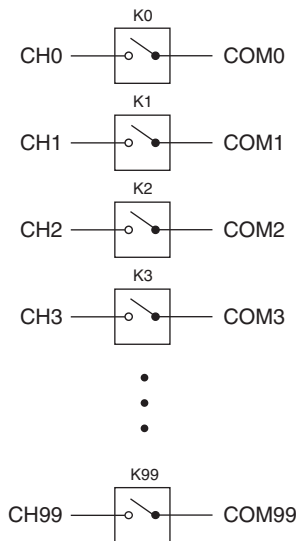 K0
CH0 COM0
K1
CH1 COM1
K2
CH2 COM2
K3
CH3 COM3
K99
CH99 COM99